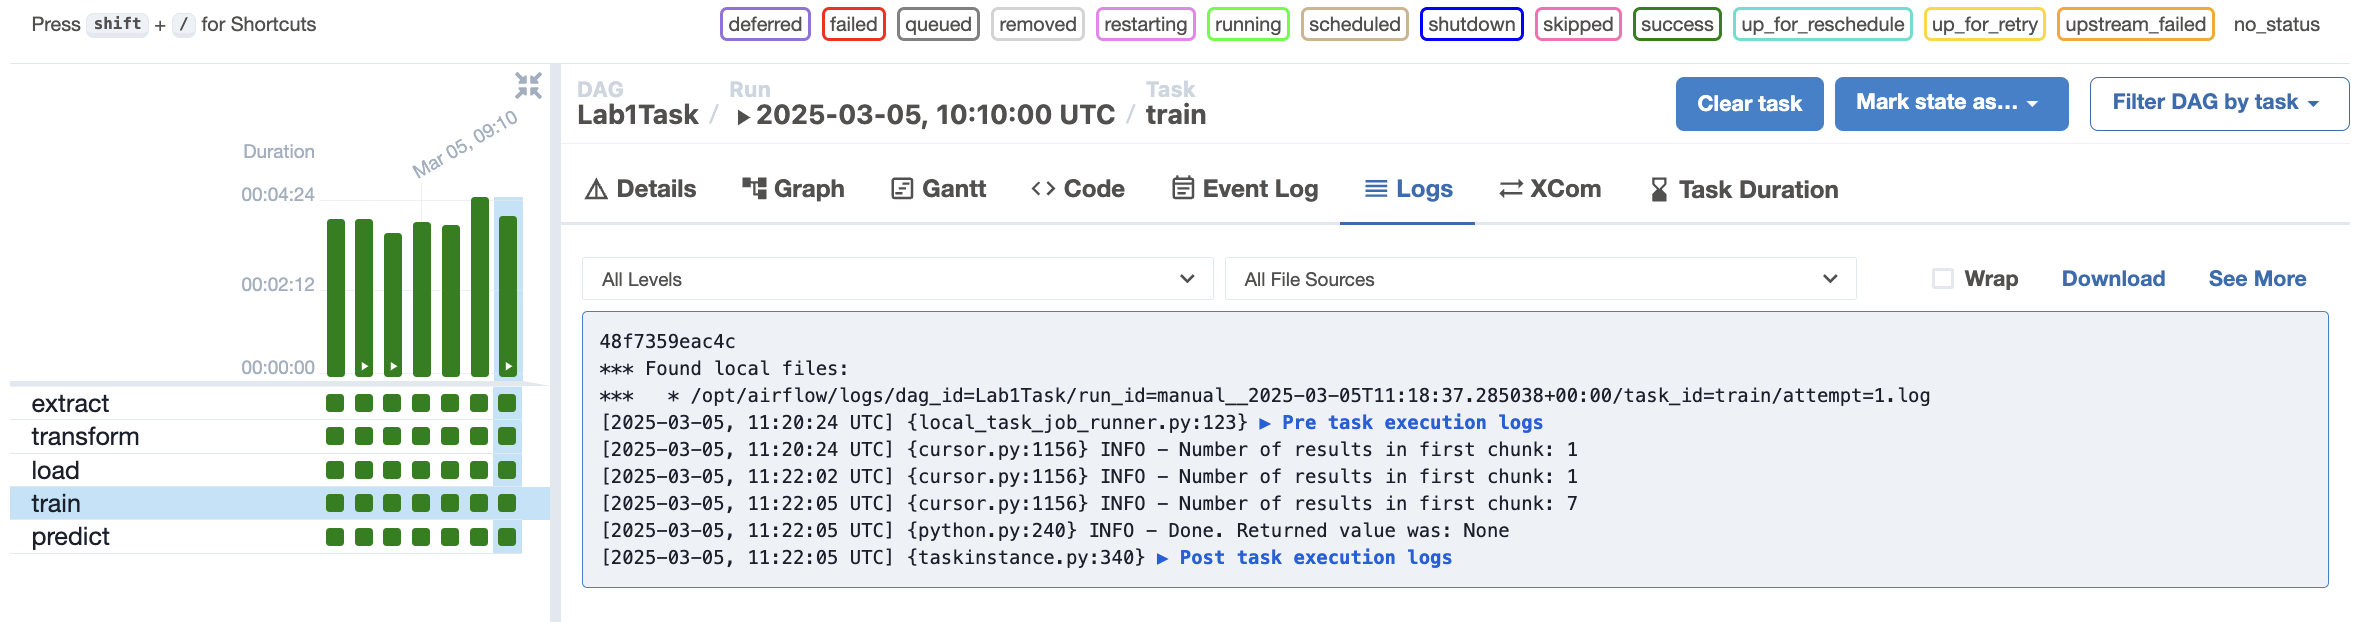 Press shift + / for Shortcuts
deferred failed queued removed restarting running scheduled shutdown skipped success up_for_reschedule up_for_retry upstream_failed no_status
Duration
Mar 05, 09:10
00:04:24
00:02:12
00:00:00
extract
transform
load
train
predict
DAG Run Task
Lab1Task / 2025-03-05, 10:10:00 UTC / train
Clear task Mark state as... Filter DAG by task
Details Graph Gantt Code Event Log Logs XCom Task Duration
All Levels All File Sources Wrap Download See More
48f7359eac4c
*** Found local files:
***   * /opt/airflow/logs/dag_id=Lab1Task/run_id=manual__2025-03-05T11:18:37.285038+00:00/task_id=train/attempt=1.log
[2025-03-05, 11:20:24 UTC] {local_task_job_runner.py:123} ▶ Pre task execution logs
[2025-03-05, 11:20:24 UTC] {cursor.py:1156} INFO - Number of results in first chunk: 1
[2025-03-05, 11:22:02 UTC] {cursor.py:1156} INFO - Number of results in first chunk: 1
[2025-03-05, 11:22:05 UTC] {cursor.py:1156} INFO - Number of results in first chunk: 7
[2025-03-05, 11:22:05 UTC] {python.py:240} INFO - Done. Returned value was: None
[2025-03-05, 11:22:05 UTC] {taskinstance.py:340} ▶ Post task execution logs